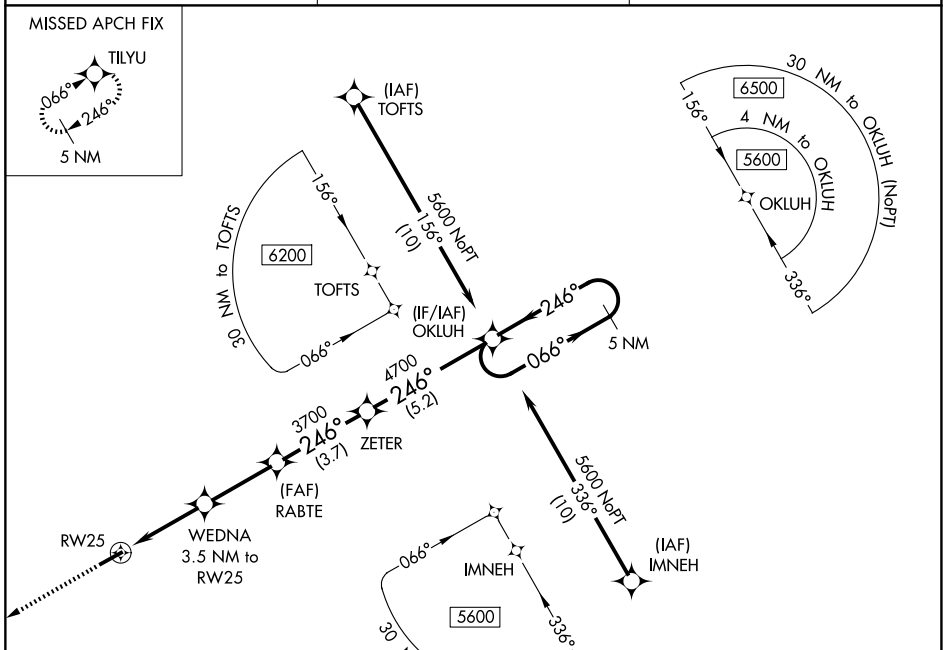 MISSED APCH FIX
TILYU
066°
246°
5 NM
(IAF)
TOFTS
5600 NoPT
156°
(10)
30 NM to TOFTS
156°
6200
TOFTS
066°
30 NM to OKLUH (NoPT)
6500
156°
4 NM to OKLUH
5600
OKLUH
336°
(IF/IAF)
OKLUH
246°
066°
5 NM
4700
246°
(5.2)
ZETER
3700
246°
(3.7)
(FAF)
RABTE
WEDNA
3.5 NM to
RW25
RW25
5600 NoPT
336°
(10)
(IAF)
IMNEH
066°
IMNEH
336°
5600
30